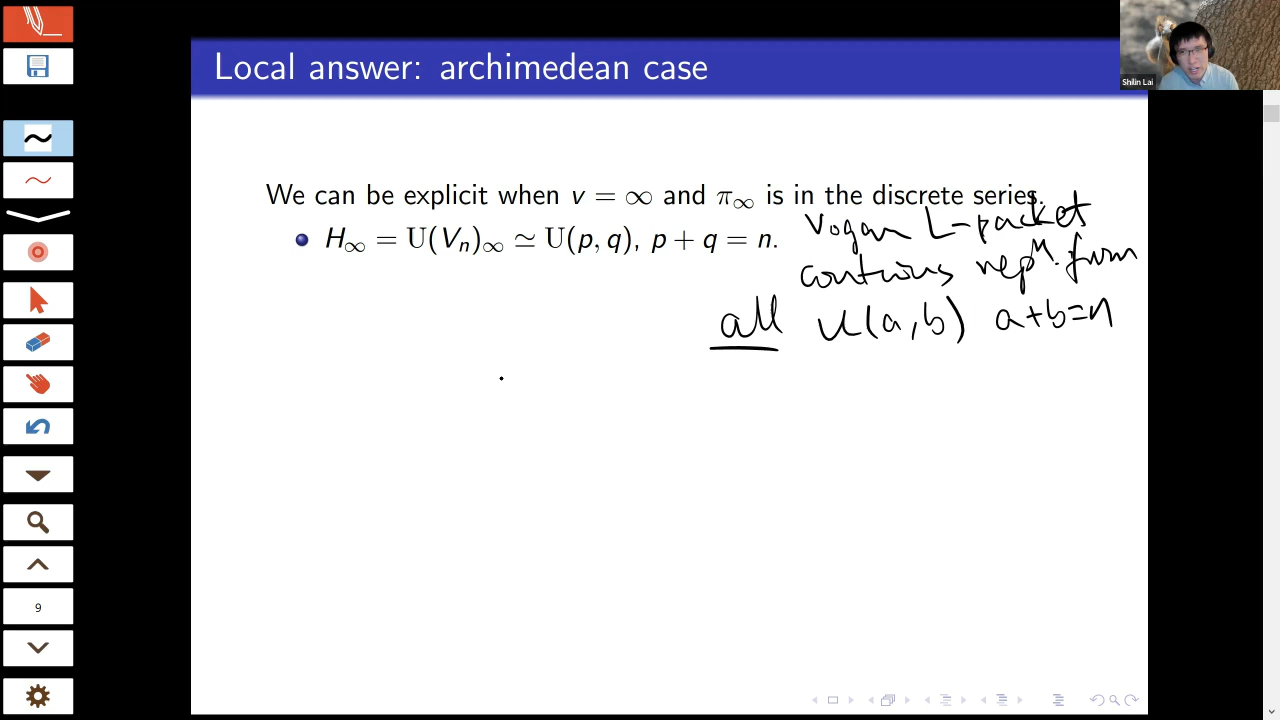 Shilin Lai
Local answer: archimedean case
We can be explicit when v = ∞ and π∞ is in the discrete series.
H∞ = U(Vn)∞ ≃ U(p, q), p + q = n.
Vogan L-packet
contains repn. from
all U(a,b) a+b=n
9